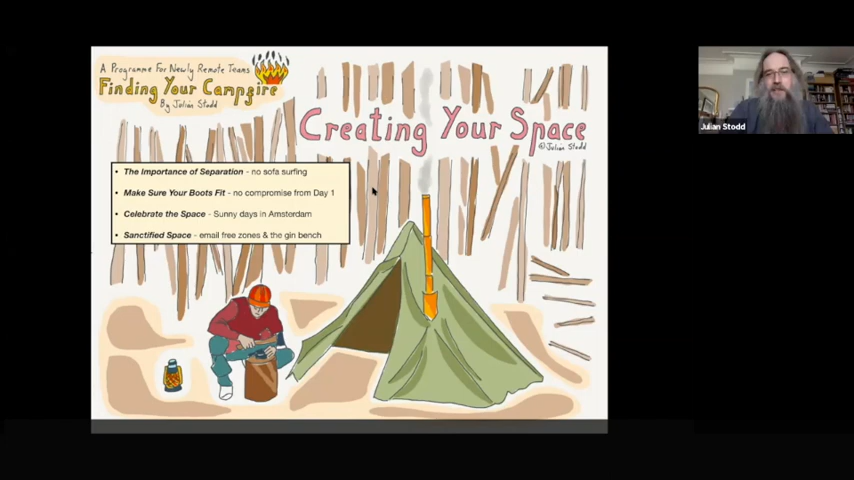 A Programme For Newly Remote Teams
Finding Your Campfire
By Julian Stodd
Creating Your Space
©Julian Stodd
• The Importance of Separation - no sofa surfing
• Make Sure Your Boots Fit - no compromise from Day 1
• Celebrate the Space - Sunny days in Amsterdam
• Sanctified Space - email free zones & the gin bench
Julian Stodd